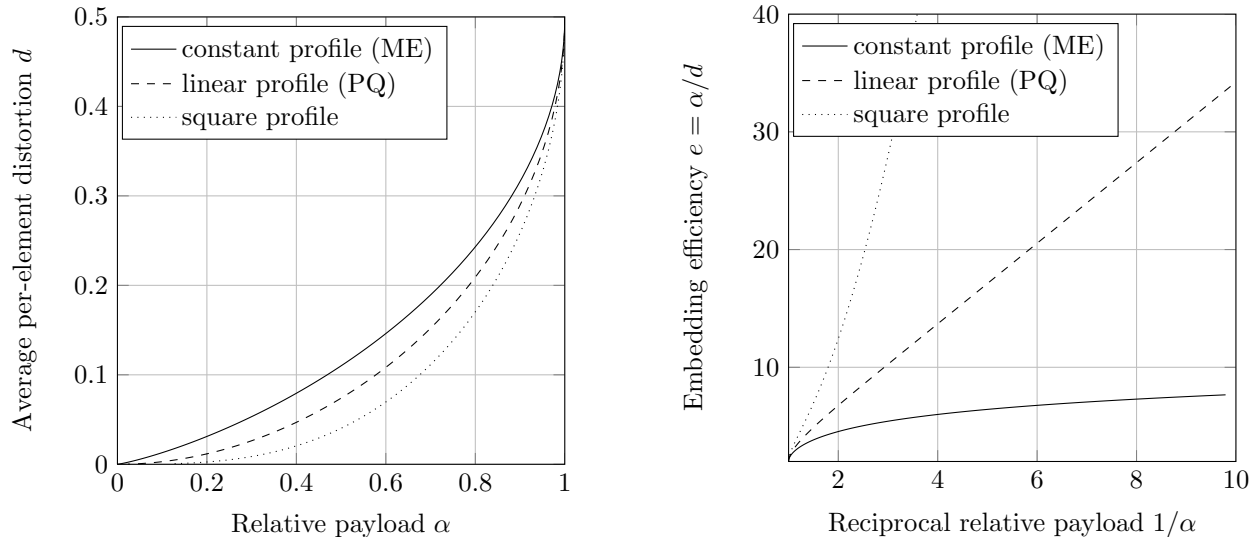 0.5
0.4
0.3
0.2
0.1
0
0
0.2
0.4
0.6
0.8
1
Relative payload α
Average per-element distortion d
constant profile (ME)
linear profile (PQ)
square profile
40
30
20
10
2
4
6
8
10
Reciprocal relative payload 1/α
Embedding efficiency e = α/d
constant profile (ME)
linear profile (PQ)
square profile